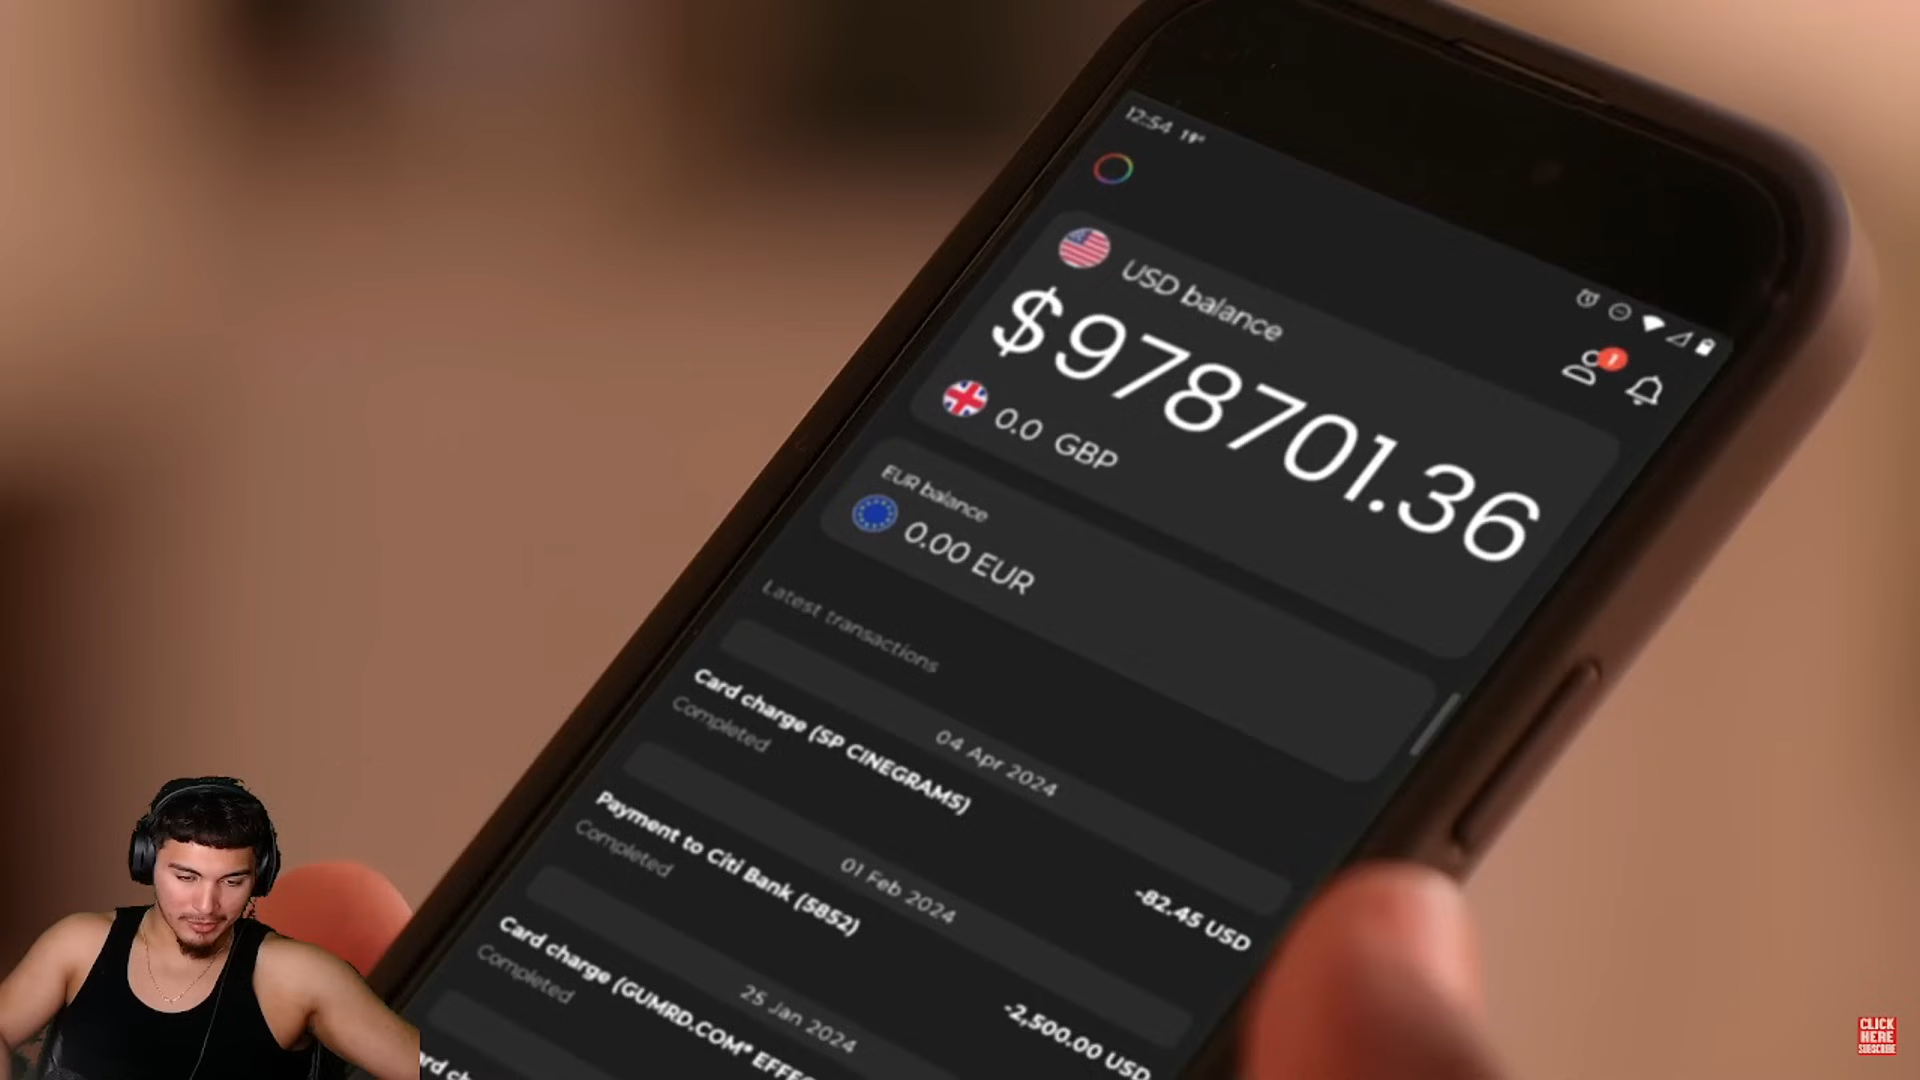 12:54 19°
1
USD balance
$978701.36
0.0 GBP
EUR balance
0.00 EUR
Latest transactions
04 Apr 2024
Card charge (SP CINEGRAMS)
Completed
-82.45 USD
01 Feb 2024
Payment to Citi Bank (5852)
Completed
-2,500.00 USD
25 Jan 2024
Card charge (GUMRD.COM* EFFEC
Completed
CLICK
HERE
SUBSCRIBE